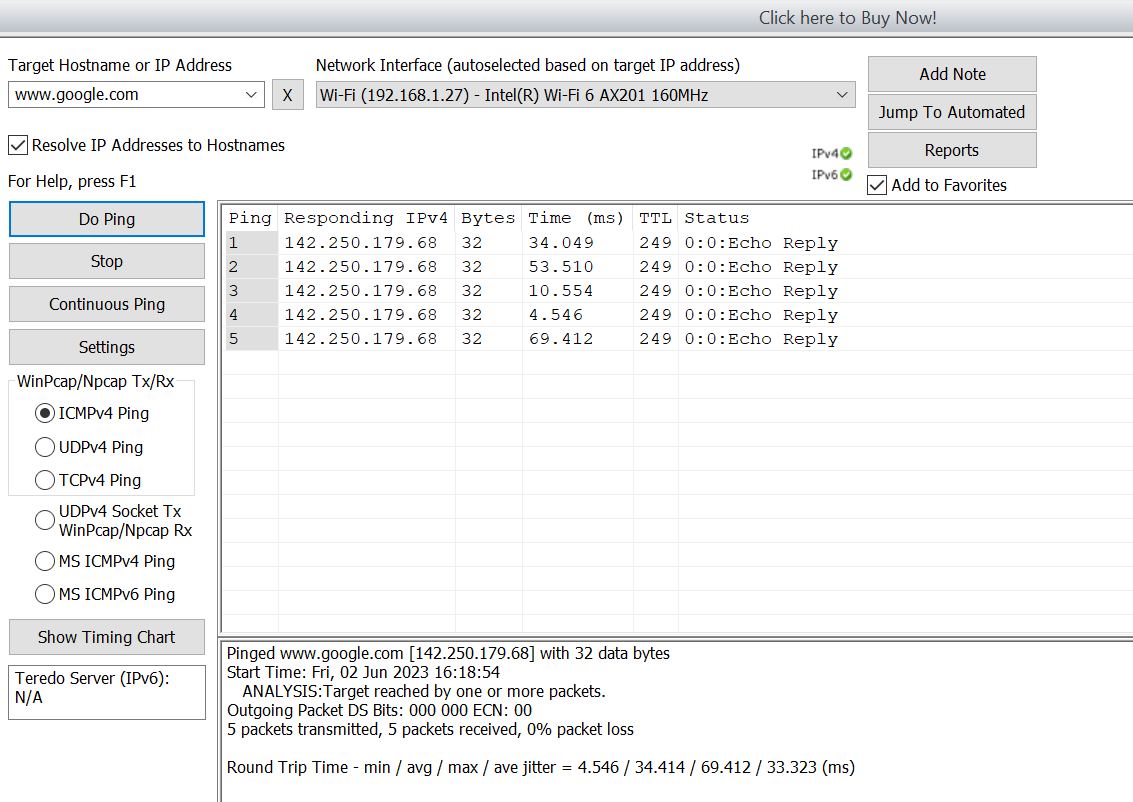 Click here to Buy Now!
Target Hostname or IP Address
Network Interface (autoselected based on target IP address)
www.google.com
X
Wi-Fi (192.168.1.27) - Intel(R) Wi-Fi 6 AX201 160MHz
Add Note
Jump To Automated
Reports
Resolve IP Addresses to Hostnames
IPv4
IPv6
For Help, press F1
Add to Favorites
Do Ping
Stop
Continuous Ping
Settings
WinPcap/Npcap Tx/Rx
ICMPv4 Ping
UDPv4 Ping
TCPv4 Ping
UDPv4 Socket Tx
WinPcap/Npcap Rx
MS ICMPv4 Ping
MS ICMPv6 Ping
Show Timing Chart
Teredo Server (IPv6):
N/A
Ping Responding IPv4 Bytes Time (ms) TTL Status
1 142.250.179.68 32 34.049 249 0:0:Echo Reply
2 142.250.179.68 32 53.510 249 0:0:Echo Reply
3 142.250.179.68 32 10.554 249 0:0:Echo Reply
4 142.250.179.68 32 4.546 249 0:0:Echo Reply
5 142.250.179.68 32 69.412 249 0:0:Echo Reply
Pinged www.google.com [142.250.179.68] with 32 data bytes
Start Time: Fri, 02 Jun 2023 16:18:54
ANALYSIS:Target reached by one or more packets.
Outgoing Packet DS Bits: 000 000 ECN: 00
5 packets transmitted, 5 packets received, 0% packet loss
Round Trip Time - min / avg / max / ave jitter = 4.546 / 34.414 / 69.412 / 33.323 (ms)